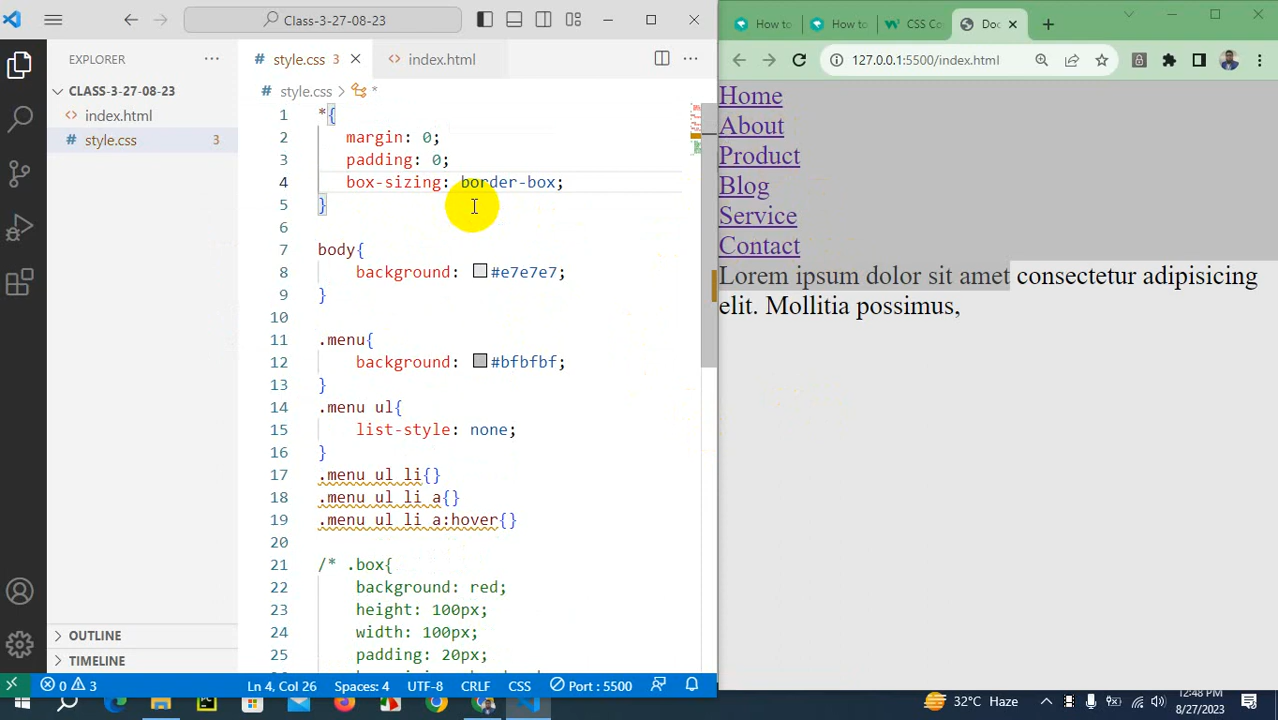 Class-3-27-08-23
EXPLORER
CLASS-3-27-08-23
index.html
style.css 3
OUTLINE
TIMELINE
# style.css 3
<> index.html
# style.css > *
1 *{
2 margin: 0;
3 padding: 0;
4 box-sizing: border-box;
5 }
6
7 body{
8 background: #e7e7e7;
9 }
10
11 .menu{
12 background: #bfbfbf;
13 }
14 .menu ul{
15 list-style: none;
16 }
17 .menu ul li{}
18 .menu ul li a{}
19 .menu ul li a:hover{}
20
21 /* .box{
22 background: red;
23 height: 100px;
24 width: 100px;
25 padding: 20px;
0 3
Ln 4, Col 26
Spaces: 4
UTF-8
CRLF
CSS
Port : 5500
How to
How to
CSS Co
Doc
127.0.0.1:5500/index.html
Home
About
Product
Blog
Service
Contact
Lorem ipsum dolor sit amet consectetur adipisicing
elit. Mollitia possimus,
32°C Haze
12:48 PM
8/27/2023